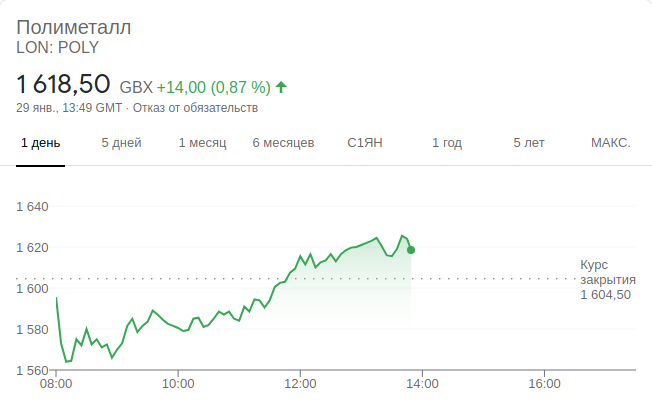 Полиметалл
LON: POLY
1 618,50 GBX +14,00 (0,87 %)
29 янв., 13:49 GMT · Отказ от обязательств
1 день 5 дней 1 месяц 6 месяцев С1ЯН 1 год 5 лет МАКС.
1 640
1 620
1 600
1 580
1 560
Курс
закрытия
1 604,50
08:00 10:00 12:00 14:00 16:00